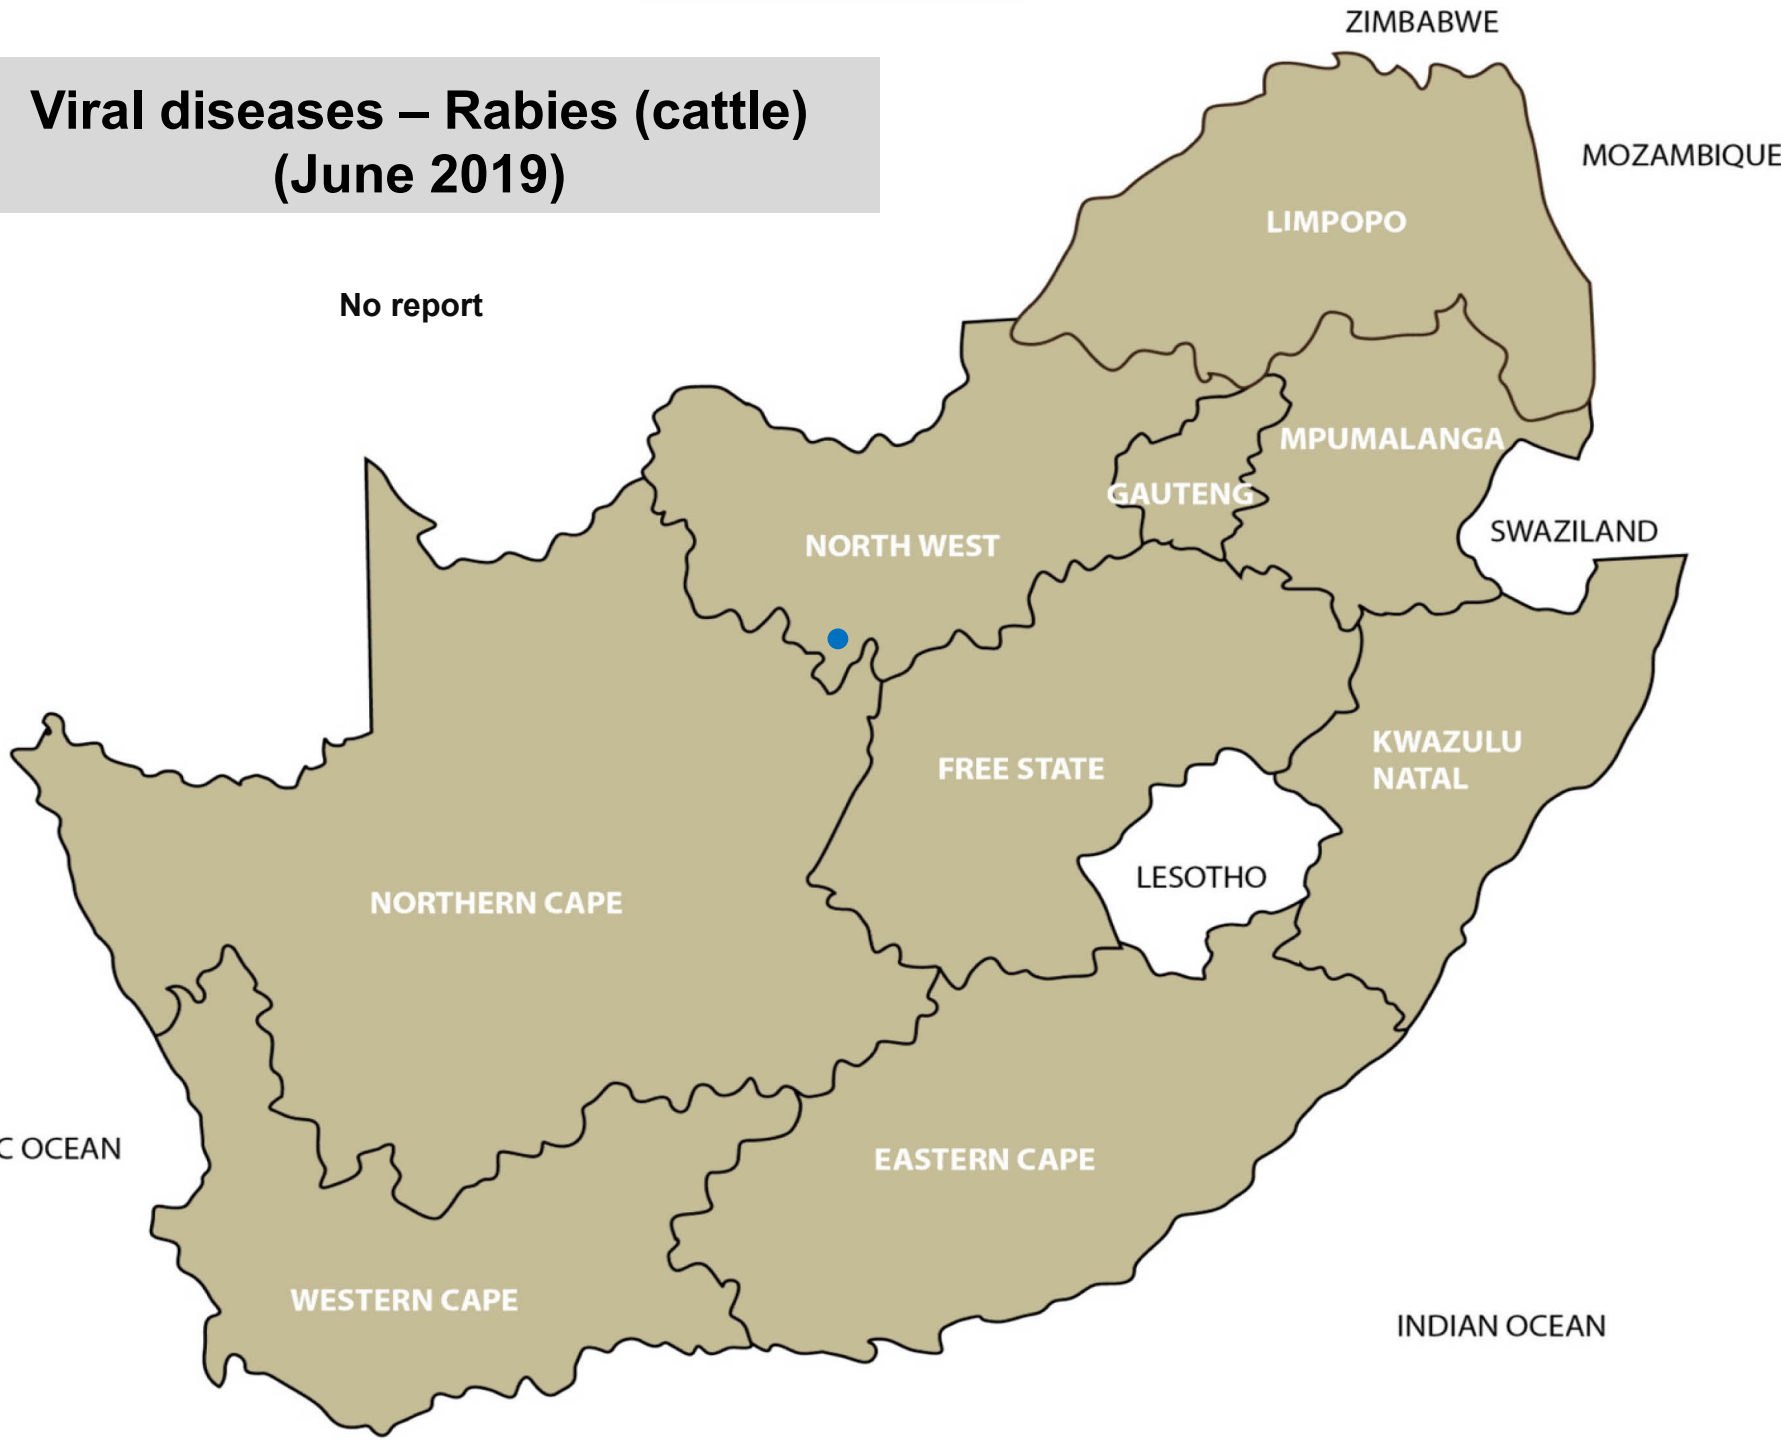 ZIMBABWE
Viral diseases – Rabies (cattle)
(June 2019)
MOZAMBIQUE
LIMPOPO
No report
MPUMALANGA
GAUTENG
SWAZILAND
NORTH WEST
KWAZULU
NATAL
FREE STATE
LESOTHO
NORTHERN CAPE
C OCEAN
EASTERN CAPE
WESTERN CAPE
INDIAN OCEAN